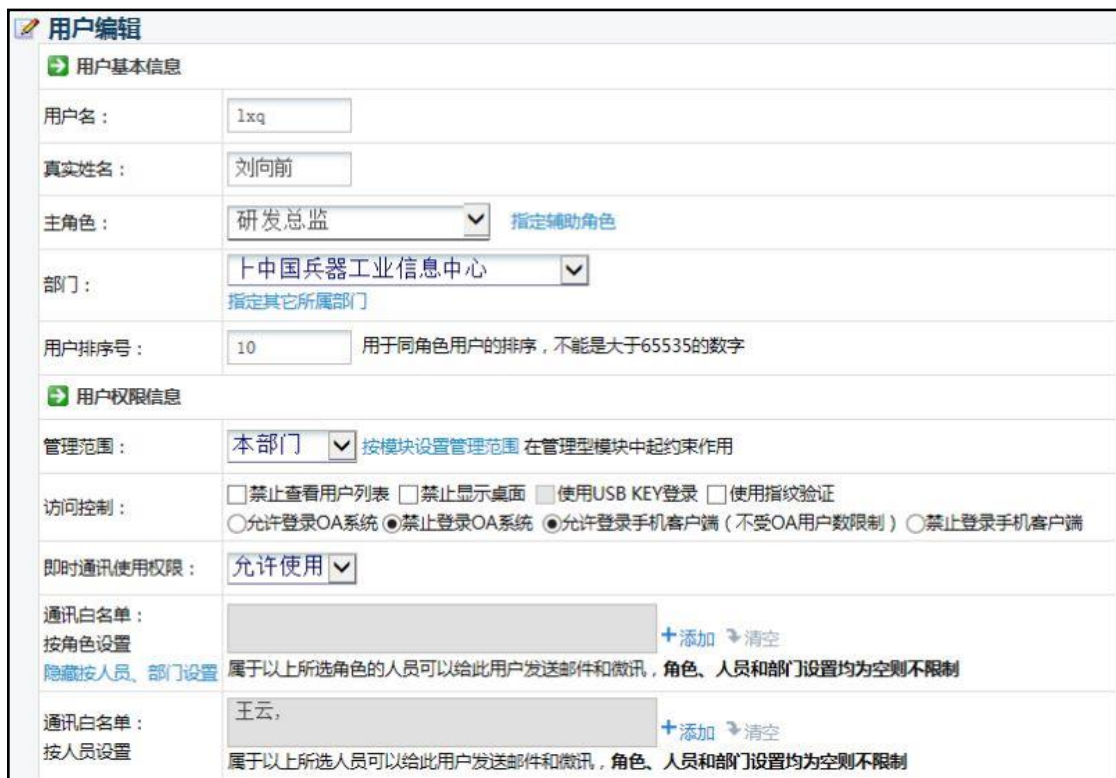 用户编辑
用户基本信息
用户名：
lxq
真实姓名：
刘向前
主角色：
研发总监 指定辅助角色
部门：
├中国兵器工业信息中心
指定其它所属部门
用户排序号：
10 用于同角色用户的排序，不能是大于65535的数字
用户权限信息
管理范围：
本部门 按模块设置管理范围 在管理型模块中起约束作用
访问控制：
禁止查看用户列表 禁止显示桌面 使用USB KEY登录 使用指纹验证
允许登录OA系统 禁止登录OA系统 允许登录手机客户端（不受OA用户数限制） 禁止登录手机客户端
即时通讯使用权限：
允许使用
通讯白名单：
按角色设置
隐藏按人员、部门设置
添加 清空
属于以上所选角色的人员可以给此用户发送邮件和微讯，角色、人员和部门设置均为空则不限制
通讯白名单：
按人员设置
王云,
添加 清空
属于以上所选人员可以给此用户发送邮件和微讯，角色、人员和部门设置均为空则不限制